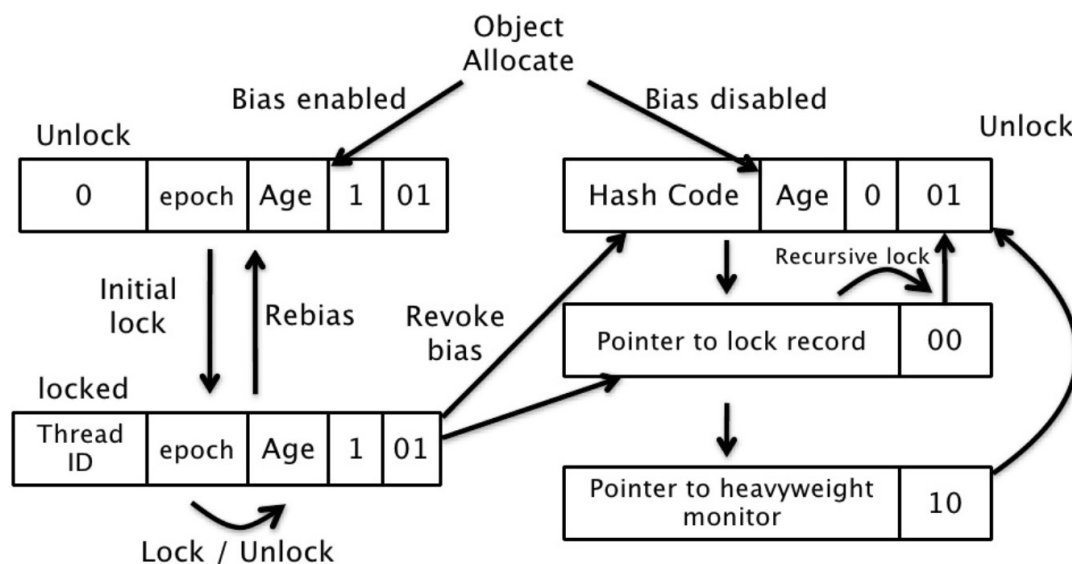 Object
Allocate
Bias enabled
Bias disabled
Unlock
Unlock
0 epoch Age 1 01
Hash Code Age 0 01
Recursive lock
Initial
lock
Rebias
Revoke
bias
Pointer to lock record 00
locked
Thread
ID
epoch Age 1 01
Pointer to heavyweight
monitor
10
Lock / Unlock